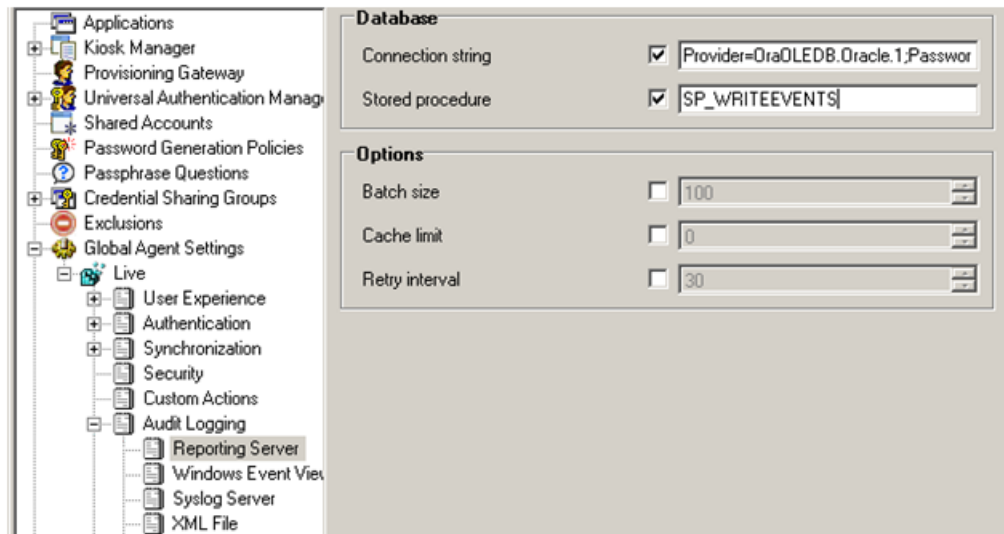 Applications
Kiosk Manager
Provisioning Gateway
Universal Authentication Manag
Shared Accounts
Password Generation Policies
Passphrase Questions
Credential Sharing Groups
Exclusions
Global Agent Settings
Live
User Experience
Authentication
Synchronization
Security
Custom Actions
Audit Logging
Reporting Server
Windows Event View
Syslog Server
XML File
Database
Connection string
Provider=OraOLEDB.Oracle.1;Passwor
Stored procedure
SP_WRITEEVENTS
Options
Batch size
100
Cache limit
0
Retry interval
30